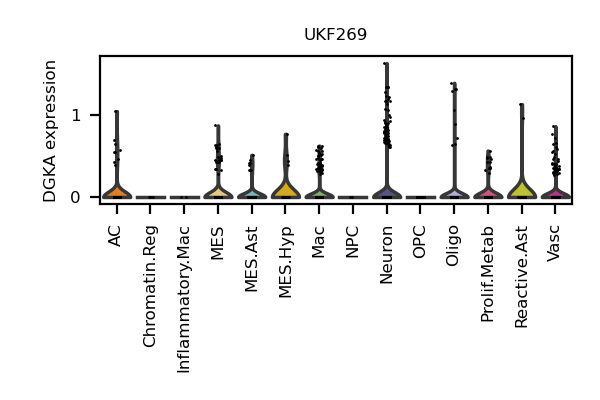 UKF269
DGKA expression
1
0
AC
Chromatin.Reg
Inflammatory.Mac
MES
MES.Ast
MES.Hyp
Mac
NPC
Neuron
OPC
Oligo
Prolif.Metab
Reactive.Ast
Vasc